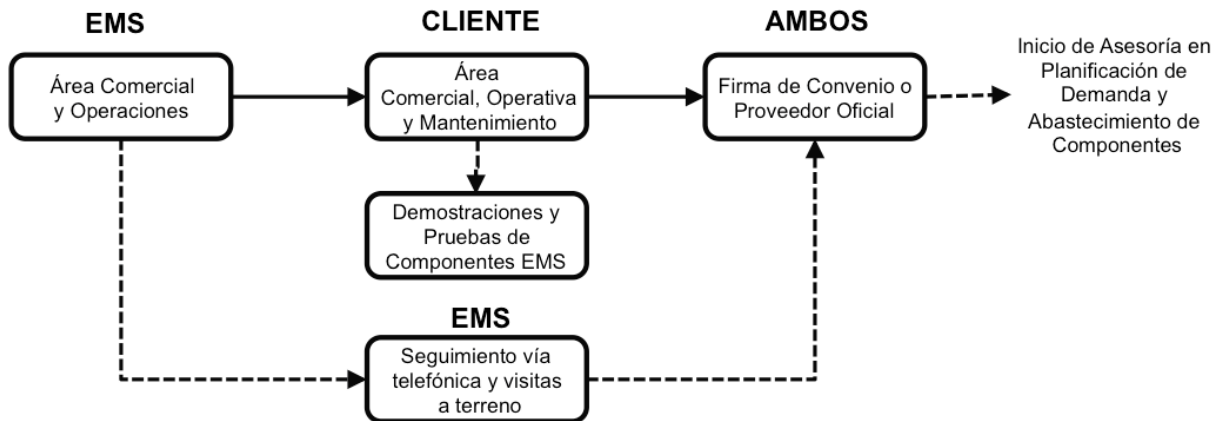 EMS
Área Comercial
y Operaciones
CLIENTE
Área
Comercial, Operativa
y Mantenimiento
AMBOS
Firma de Convenio o
Proveedor Oficial
Inicio de Asesoría en
Planificación de
Demanda y
Abastecimiento de
Componentes
Demostraciones y
Pruebas de
Componentes EMS
EMS
Seguimiento vía
telefónica y visitas
a terreno